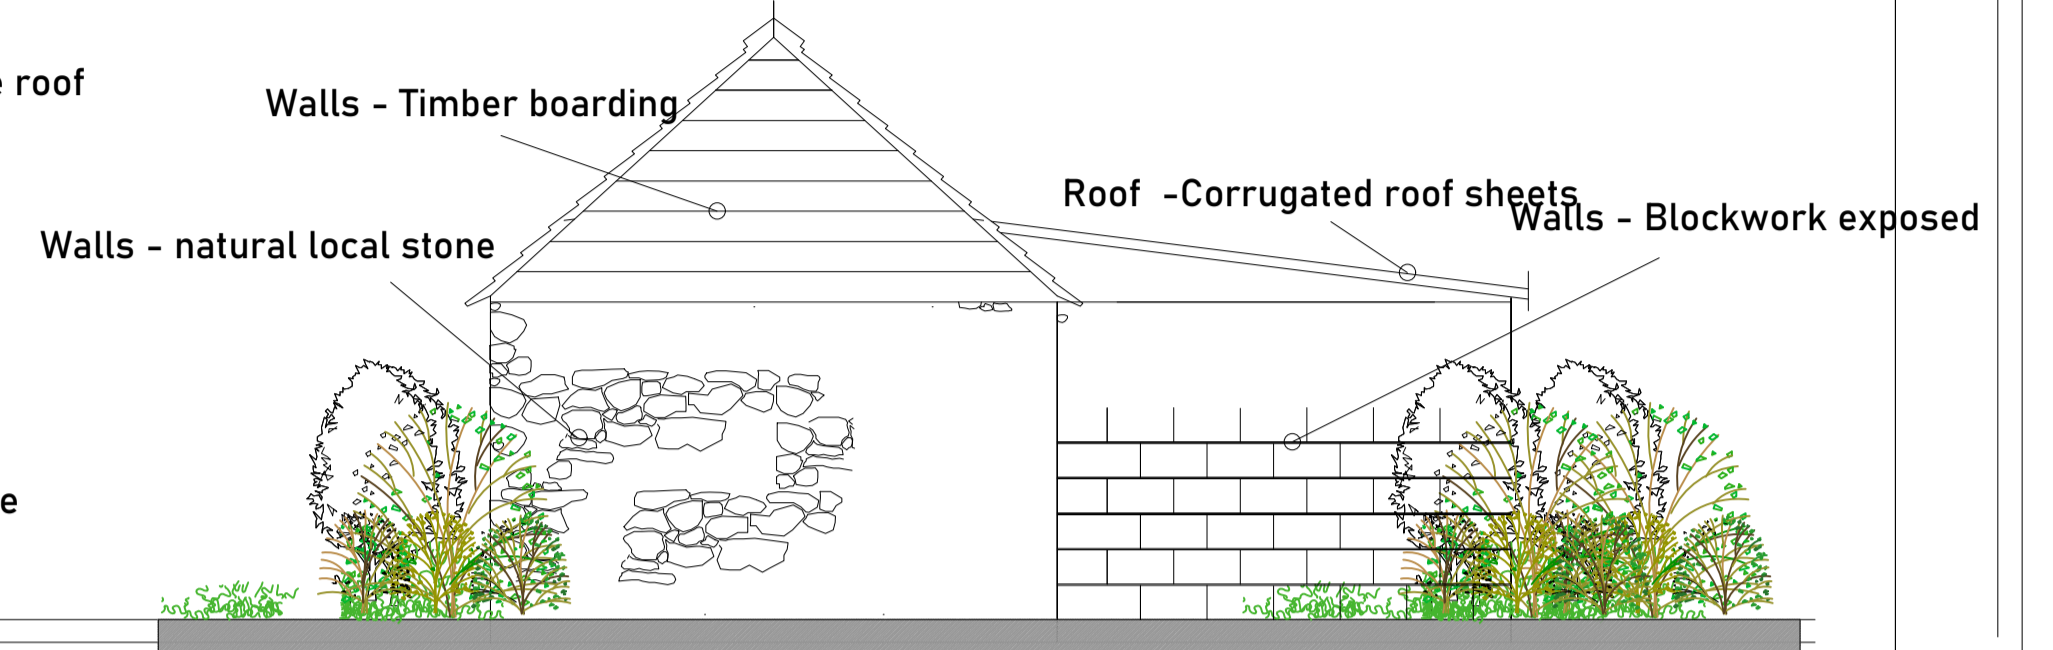 roof
Walls - Timber boarding
Roof -Corrugated roof sheets
Walls - Blockwork exposed
Walls - natural local stone